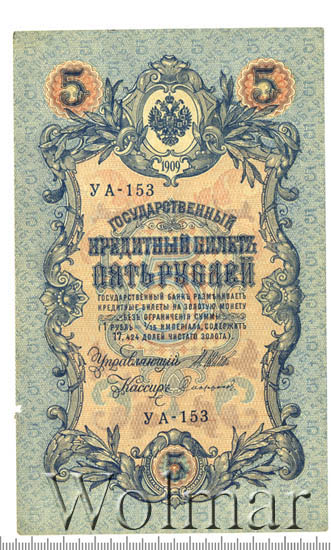 5 5
1909
УА-153
ГОСУДАРСТВЕННЫЙ
КРЕДИТНЫЙ БИЛЕТЪ
ПЯТЬ РУБЛЕЙ
ГОСУДАРСТВЕННЫЙ БАНКЪ РАЗМѢНИВАЕТЪ
КРЕДИТНЫЕ БИЛЕТЫ НА ЗОЛОТУЮ МОНЕТУ
БЕЗЪ ОГРАНИЧЕНІЯ СУММЫ
(1 РУБЛЬ = 1/15 ИМПЕРІАЛА, СОДЕРЖИТЪ
17,424 ДОЛЕЙ ЧИСТАГО ЗОЛОТА).
Управляющій
Кассиръ
УА-153
5
Wolmar